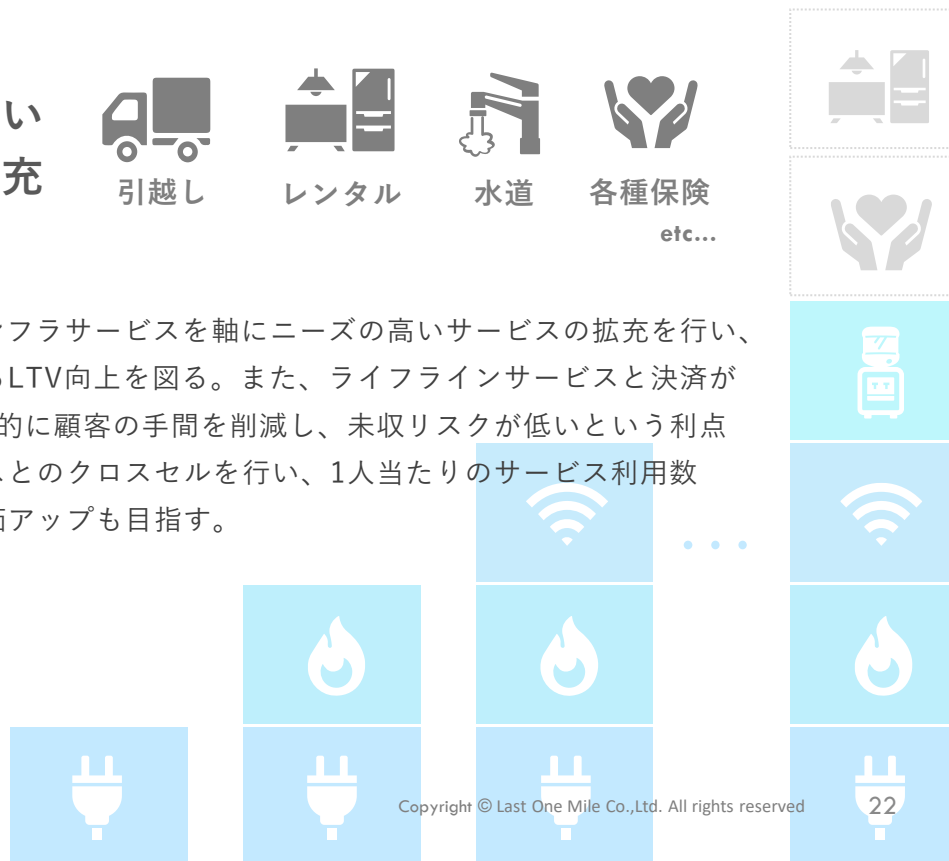 い
充
引越し
レンタル
水道
各種保険
etc...
フラサービスを軸にニーズの高いサービスの拡充を行い、
LTV向上を図る。また、ライフラインサービスと決済が
的に顧客の手間を削減し、未収リスクが低いという利点
とのクロスセルを行い、1人当たりのサービス利用数
アップも目指す。
Copyright © Last One Mile Co.,Ltd. All rights reserved
22